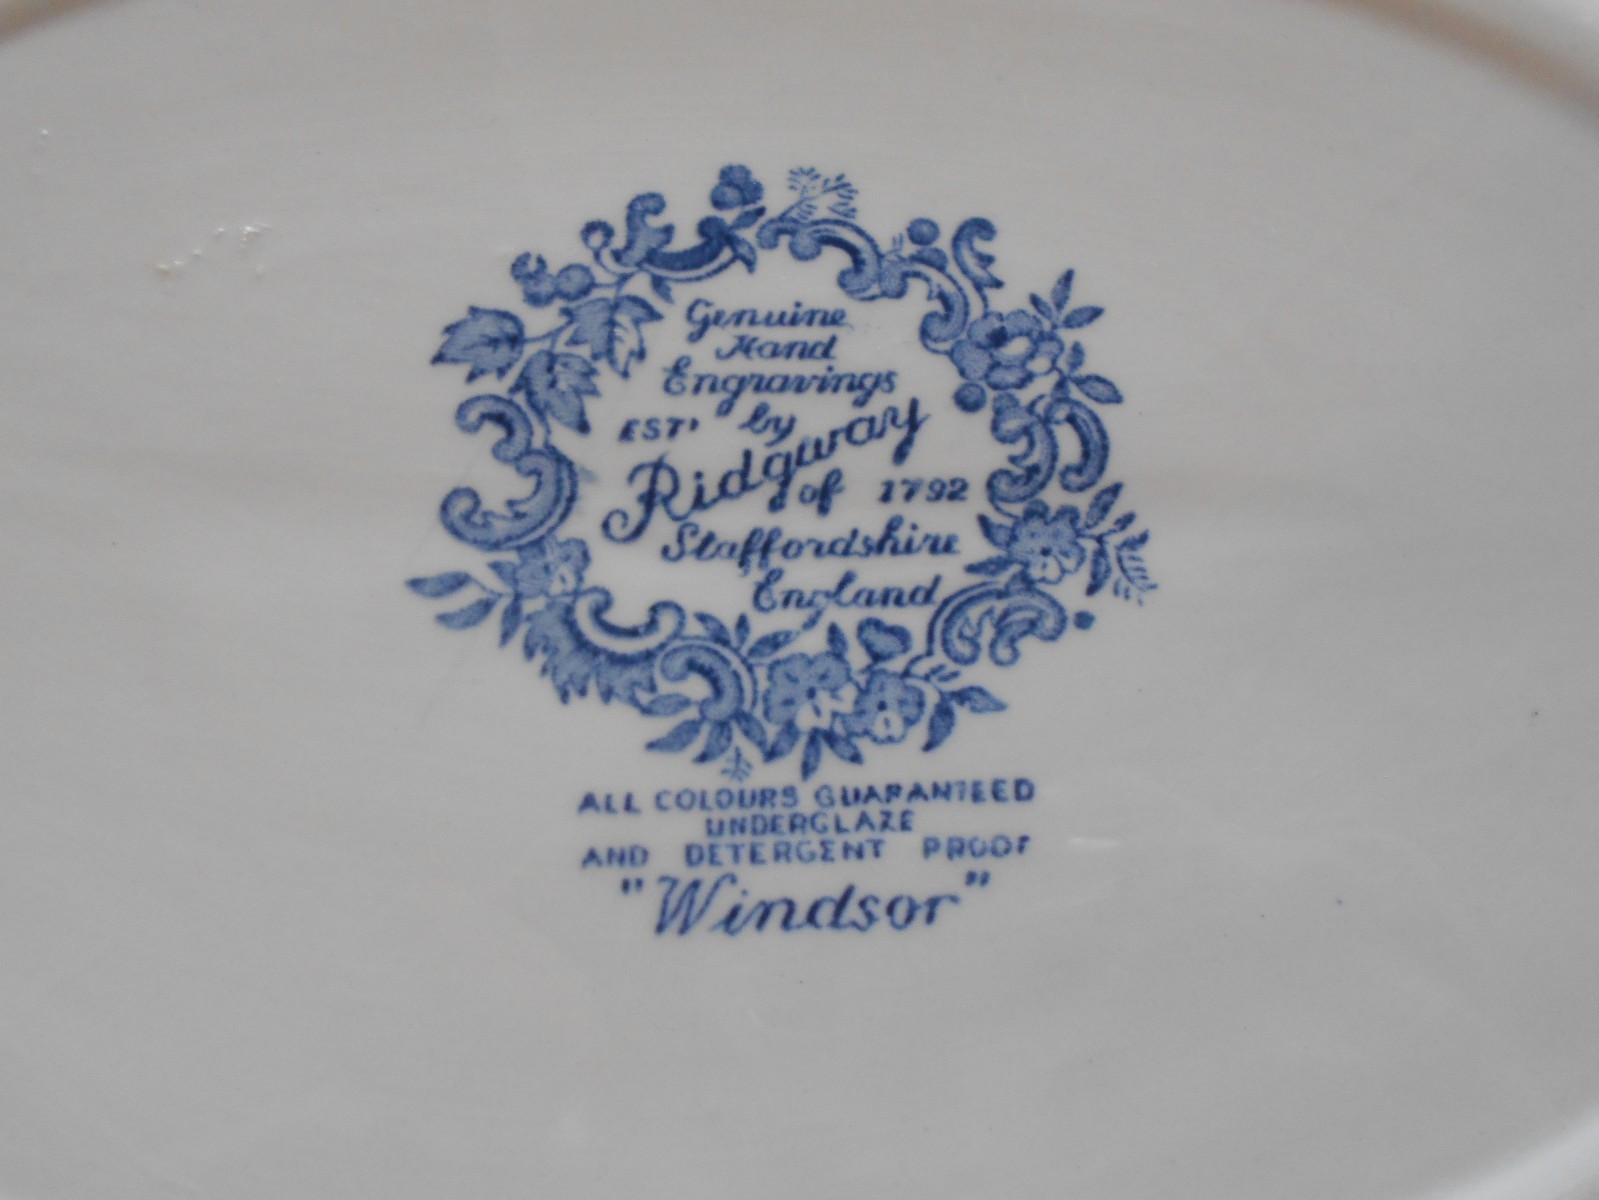 Genuine
Hand
Engravings
EST' by
Ridgway
of 1792
Staffordshire
England
ALL COLOURS GUARANTEED
UNDERGLAZE
AND DETERGENT PROOF
"Windsor"